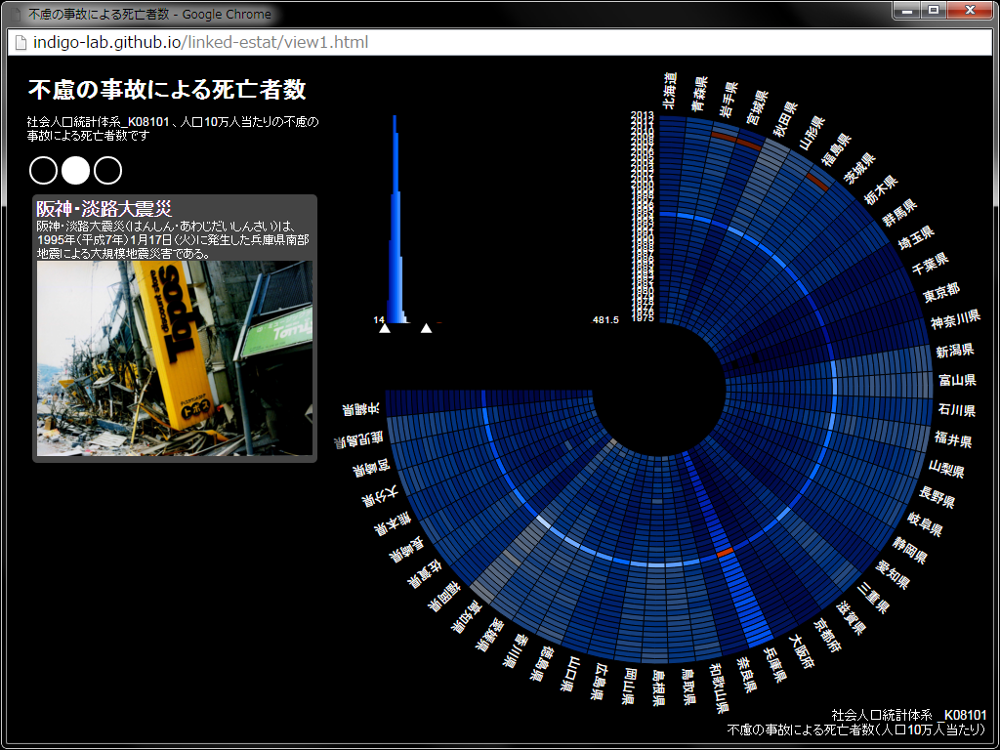 不慮の事故による死亡者数 - Google Chrome
indigo-lab.github.io/linked-estat/view1.html
不慮の事故による死亡者数
社会人口統計体系_K08101 、人口10万人当たりの不慮の
事故による死亡者数です
阪神・淡路大震災
阪神・淡路大震災(はんしん・あわじだいしんさい)は、
1995年(平成7年)1月17日(火)に発生した兵庫県南部
地震による大規模地震災害である。
Topos
14
481.5
2013
1975
北海道
青森県
岩手県
宮城県
秋田県
山形県
福島県
茨城県
栃木県
群馬県
埼玉県
千葉県
東京都
神奈川県
新潟県
富山県
石川県
福井県
山梨県
長野県
岐阜県
静岡県
愛知県
三重県
滋賀県
京都府
大阪府
兵庫県
奈良県
和歌山県
鳥取県
島根県
岡山県
広島県
山口県
徳島県
香川県
愛媛県
高知県
福岡県
佐賀県
長崎県
熊本県
大分県
宮崎県
鹿児島県
沖縄県
社会人口統計体系 _K08101
不慮の事故による死亡者数(人口10万人当たり)